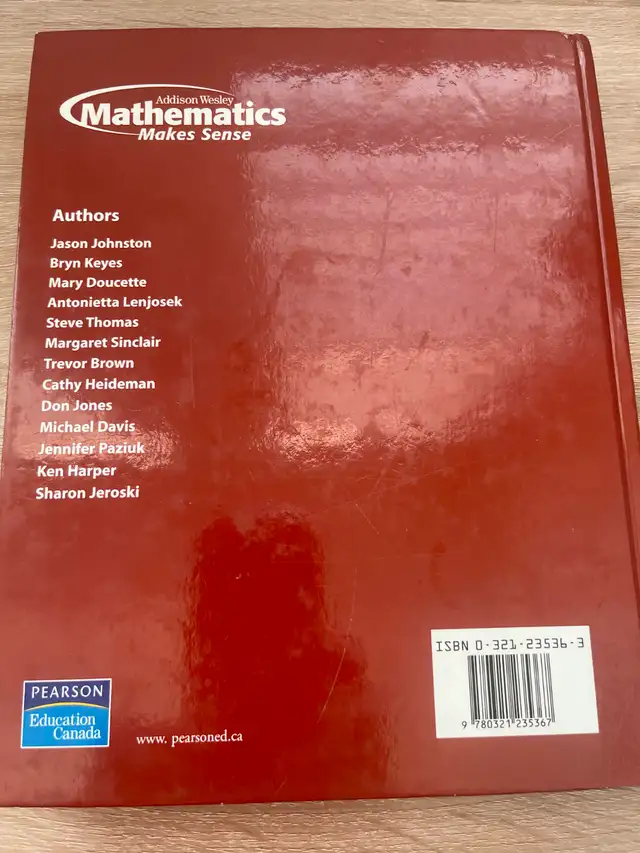 Addison Wesley
Mathematics
Makes Sense
Authors
Jason Johnston
Bryn Keyes
Mary Doucette
Antonietta Lenjosek
Steve Thomas
Margaret Sinclair
Trevor Brown
Cathy Heideman
Don Jones
Michael Davis
Jennifer Paziuk
Ken Harper
Sharon Jeroski
ISBN 0-321-23536-3
9 780321 235367
PEARSON
Education
Canada
www. pearsoned.ca